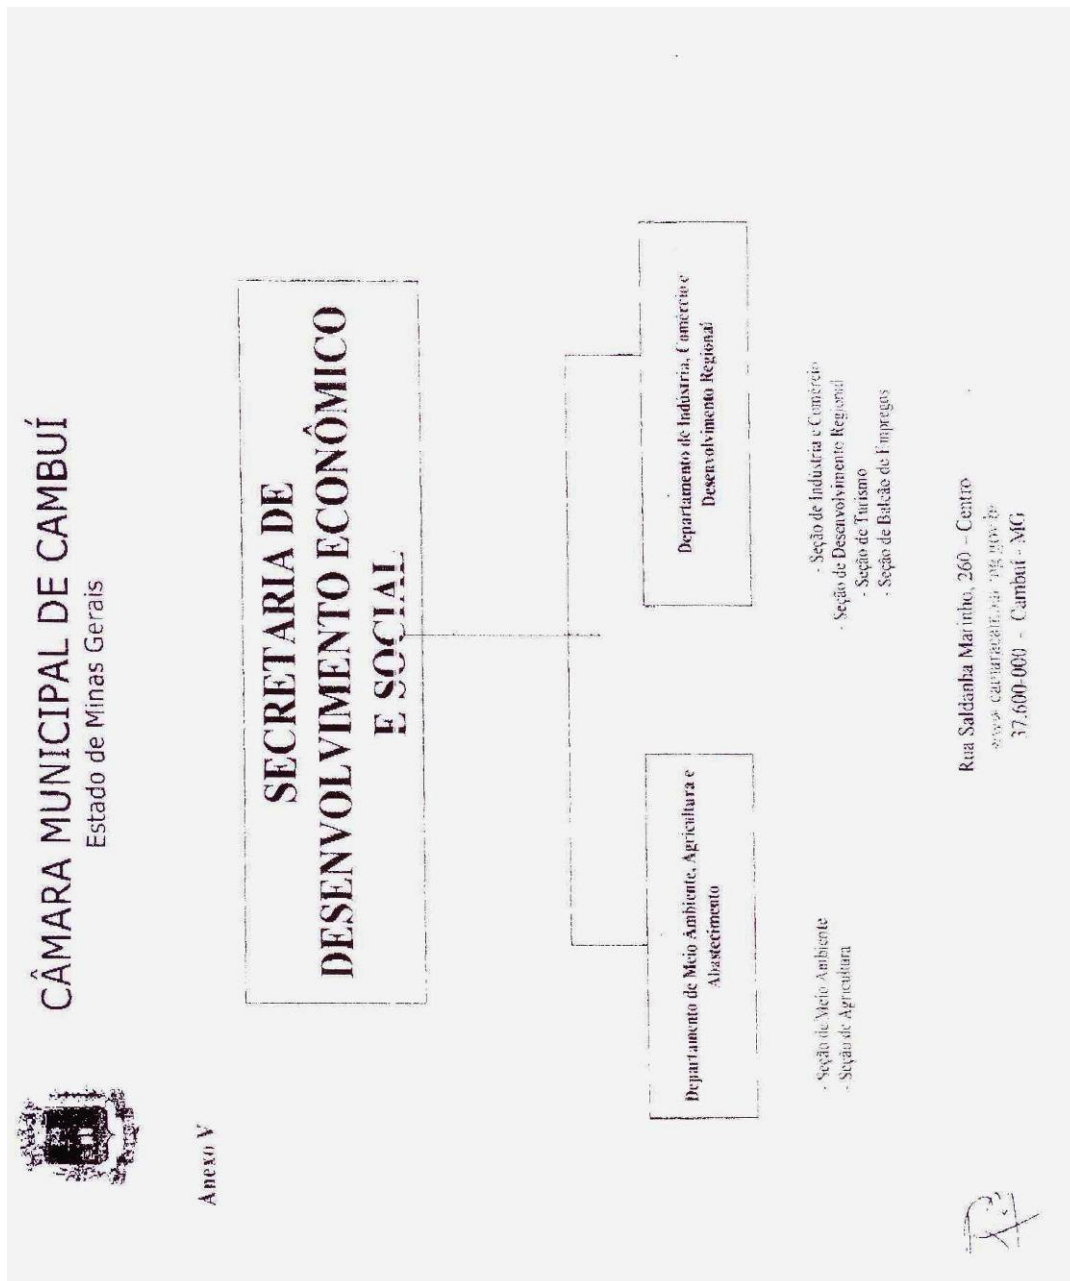 CÂMARA MUNICIPAL DE CAMBUÍ
Estado de Minas Gerais
Anexo V
SECRETARIA DE
DESENVOLVIMENTO ECONÔMICO
E SOCIAL
Departamento de Meio Ambiente, Agricultura e
Abastecimento
- Seção de Meio Ambiente
- Seção de Agricultura
Departamento de Indústria, Comércio e
Desenvolvimento Regional
- Seção de Indústria e Comércio
- Seção de Desenvolvimento Regional
- Seção de Turismo
- Seção de Balcão de Empregos
Rua Saldanha Marinho, 260 – Centro
37.600-000 - Cambuí - MG